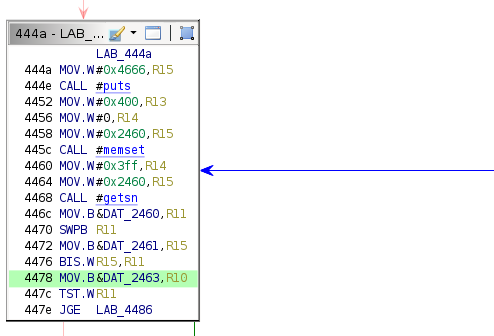 444a - LAB_...
LAB_444a
444a MOV.W #0x4666,R15
444e CALL #puts
4452 MOV.W #0x400,R13
4456 MOV.W #0,R14
4458 MOV.W #0x2460,R15
445c CALL #memset
4460 MOV.W #0x3ff,R14
4464 MOV.W #0x2460,R15
4468 CALL #getsn
446c MOV.B &DAT_2460,R11
4470 SWPB R11
4472 MOV.B &DAT_2461,R15
4476 BIS.W R15,R11
4478 MOV.B &DAT_2463,R10
447c TST.W R11
447e JGE LAB_4486